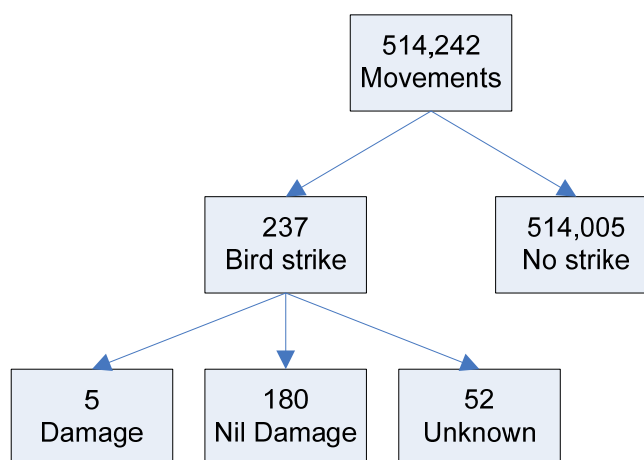 514,242
Movements
237
Bird strike
514,005
No strike
5
Damage
180
Nil Damage
52
Unknown